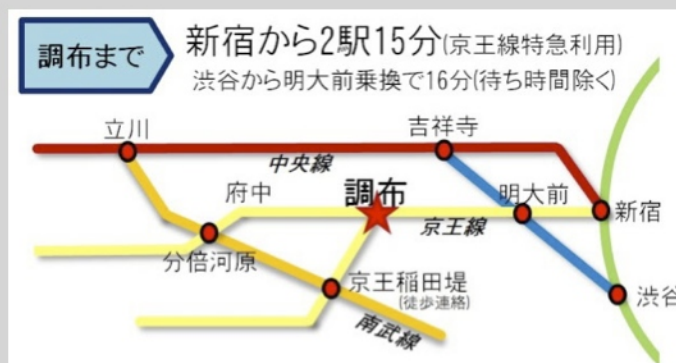 調布まで
新宿から2駅15分(京王線特急利用)
渋谷から明大前乗換で16分(待ち時間除く)
立川
吉祥寺
中央線
府中
調布
明大前
新宿
京王線
分倍河原
京王稲田堤
(徒歩連絡)
渋谷
南武線